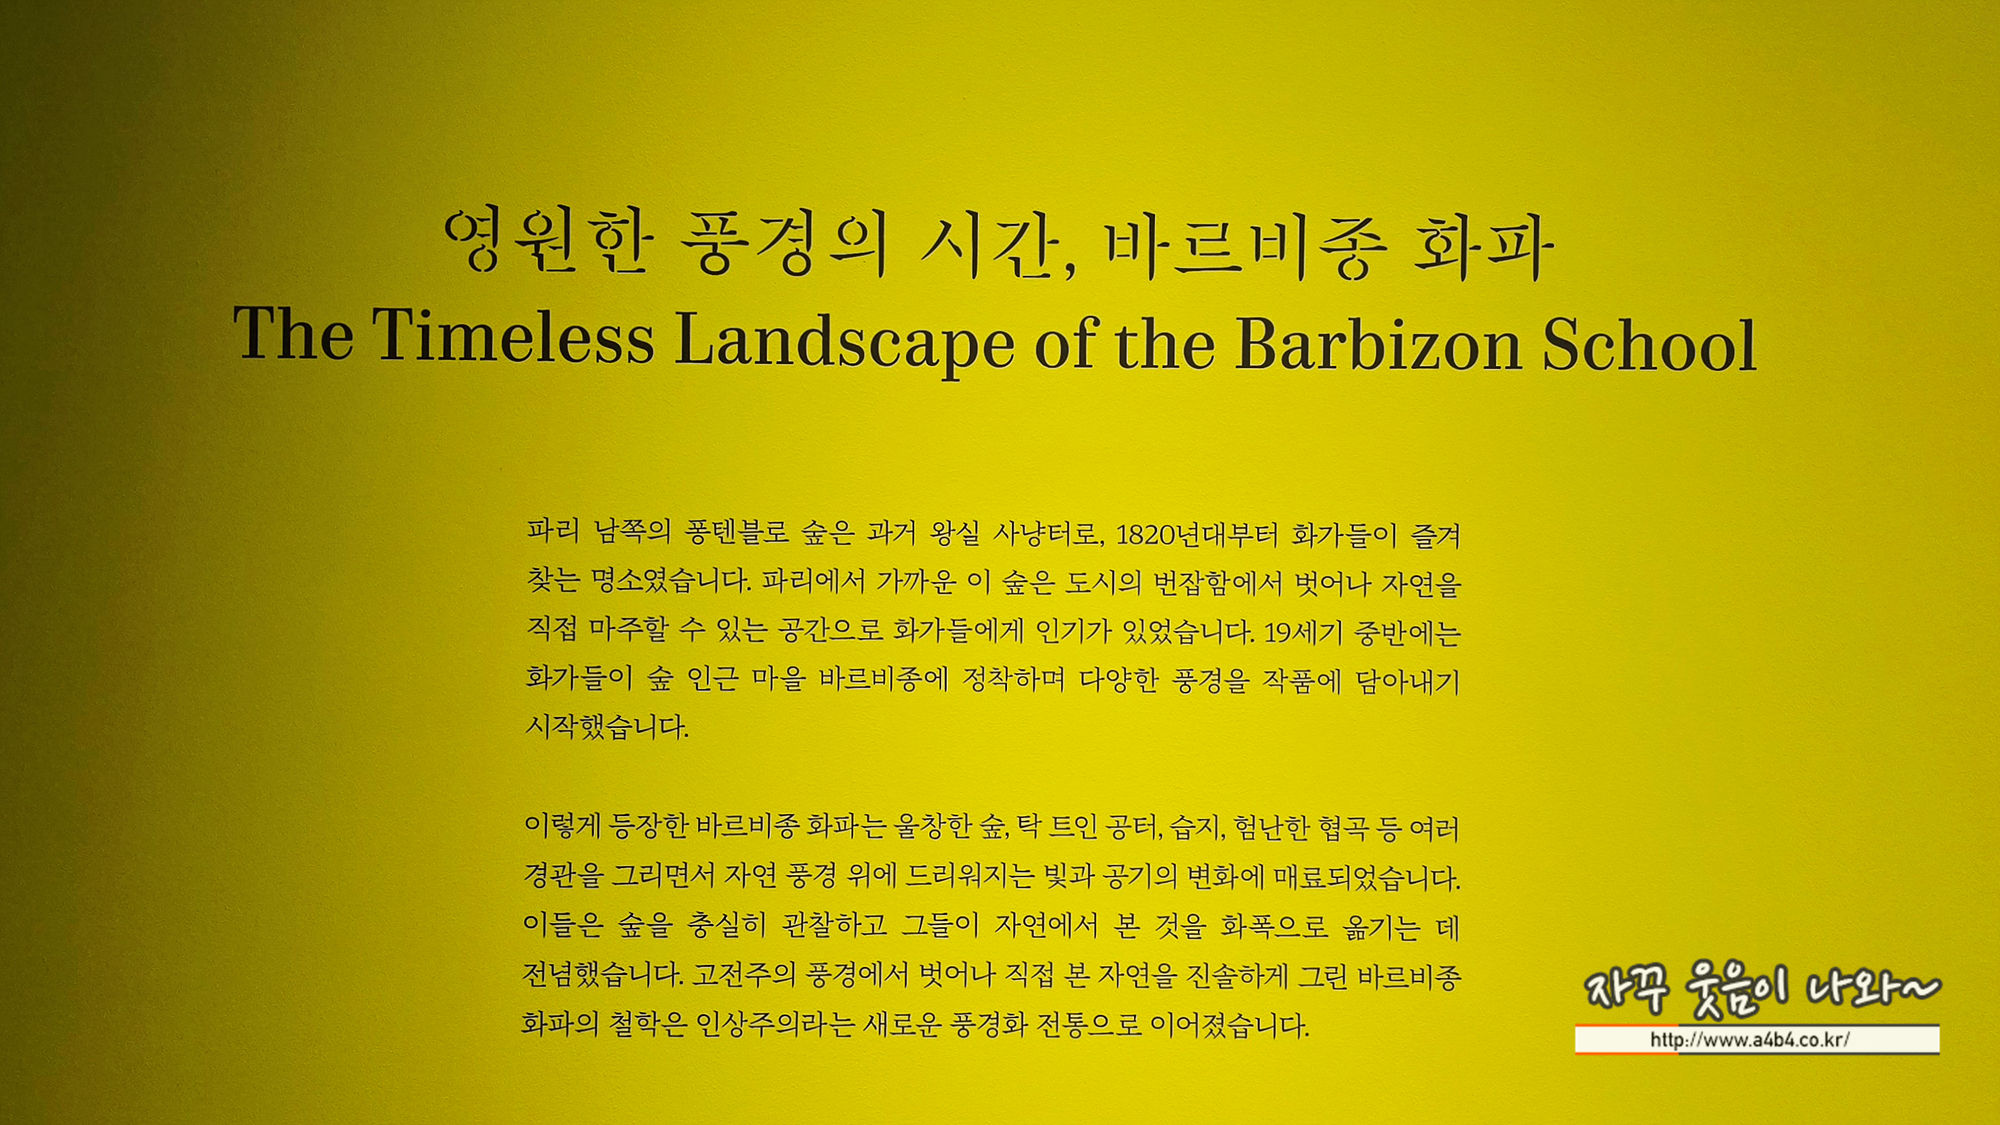 영원한 풍경의 시간, 바르비종 화파
The Timeless Landscape of the Barbizon School
파리 남쪽의 퐁텐블로 숲은 과거 왕실 사냥터로, 1820년대부터 화가들이 즐겨
찾는 명소였습니다. 파리에서 가까운 이 숲은 도시의 번잡함에서 벗어나 자연을
직접 마주할 수 있는 공간으로 화가들에게 인기가 있었습니다. 19세기 중반에는
화가들이 숲 인근 마을 바르비종에 정착하며 다양한 풍경을 작품에 담아내기
시작했습니다.
이렇게 등장한 바르비종 화파는 울창한 숲, 탁 트인 공터, 습지, 험난한 협곡 등 여러
경관을 그리면서 자연 풍경 위에 드리워지는 빛과 공기의 변화에 매료되었습니다.
이들은 숲을 충실히 관찰하고 그들이 자연에서 본 것을 화폭으로 옮기는 데
전념했습니다. 고전주의 풍경에서 벗어나 직접 본 자연을 진솔하게 그린 바르비종
화파의 철학은 인상주의라는 새로운 풍경화 전통으로 이어졌습니다.
자꾸 웃음이 나와~
http://www.a4b4.co.kr/